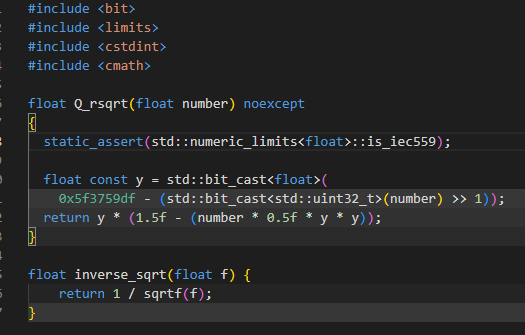 #include <bit>
#include <limits>
#include <cstdint>
#include <cmath>

float Q_rsqrt(float number) noexcept
{
  static_assert(std::numeric_limits<float>::is_iec559);

  float const y = std::bit_cast<float>(
    0x5f3759df - (std::bit_cast<std::uint32_t>(number) >> 1));
  return y * (1.5f - (number * 0.5f * y * y));
}

float inverse_sqrt(float f) {
    return 1 / sqrtf(f);
}